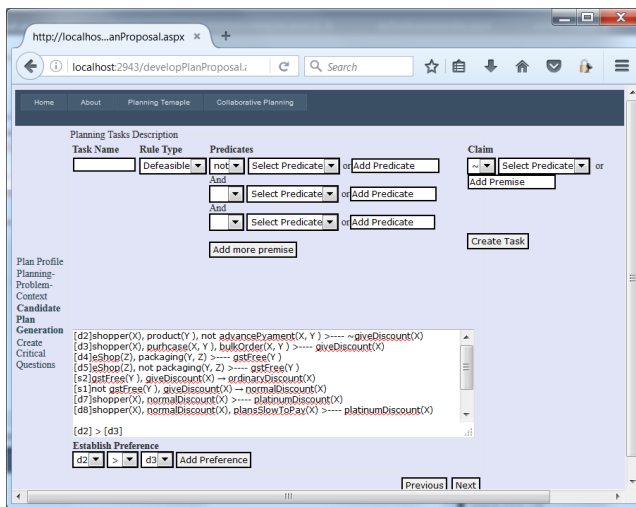 http://localhos...anProposal.aspx × +
localhost:2943/developPlanProposal.a
Search
Home About Planning Temaple Collaborative Planning
Planning Tasks Description
Task Name Rule Type Predicates Claim
Defeasible not Select Predicate or Add Predicate ~ Select Predicate or
And Add Premise
Select Predicate or Add Predicate
And
Select Predicate or Add Predicate
Create Task
Add more premise
Plan Profile
Planning-
Problem-
Context
Candidate
Plan
Generation
Create
Critical
Questions
[d2]shopper(X), product(Y ), not advancePyament(X, Y ) >---- ~giveDiscount(X)
[d3]shopper(X), purhcase(X, Y ), bulkOrder(X, Y ) >---- giveDiscount(X)
[d4]eShop(Z), packaging(Y, Z) >---- gstFree(Y )
[d5]eShop(Z), not packaging(Y, Z) >---- gstFree(Y )
[s2]gstFree(Y ), giveDiscount(X) → ordinaryDiscount(X)
[s1]not gstFree(Y ), giveDiscount(X) → normalDiscount(X)
[d7]shopper(X), normalDiscount(X) >---- platinumDiscount(X)
[d8]shopper(X), normalDiscount(X), plansSlowToPay(X) >---- platinumDiscount(X)
[d2] > [d3]
Establish Preference
d2 > d3 Add Preference
Previous Next